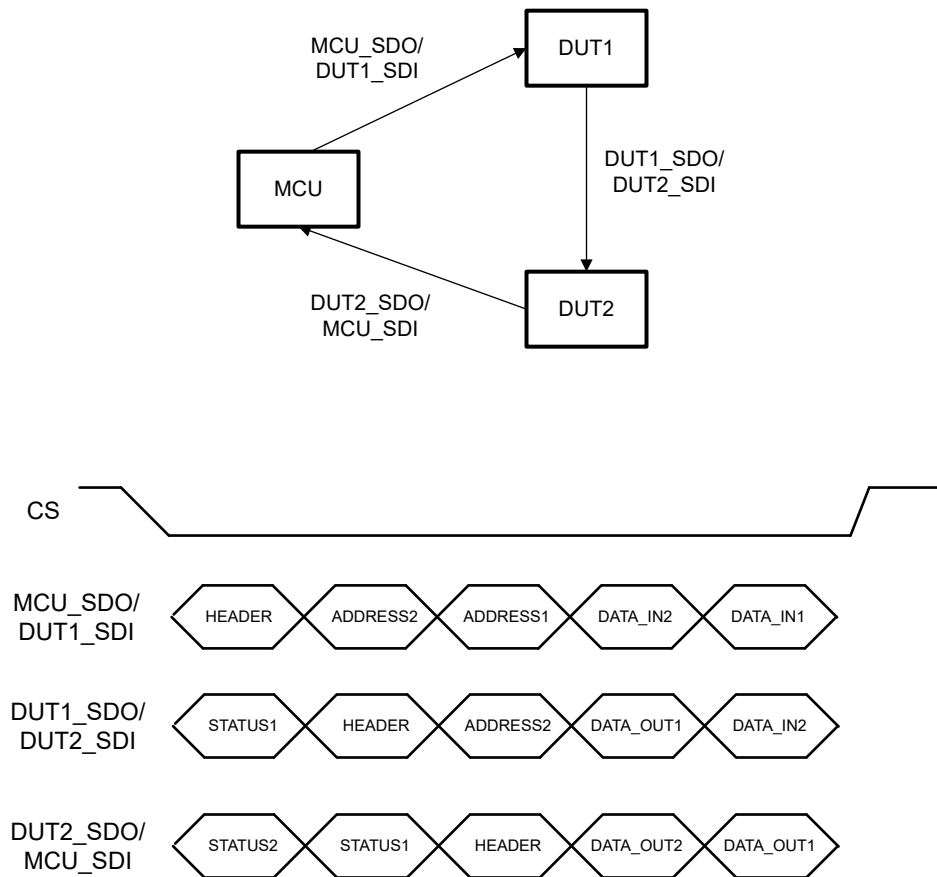 DUT1
MCU_SDO/
DUT1_SDI
MCU
DUT1_SDO/
DUT2_SDI
DUT2_SDO/
MCU_SDI
DUT2
CS
MCU_SDO/
DUT1_SDI
HEADER ADDRESS2 ADDRESS1 DATA_IN2 DATA_IN1
DUT1_SDO/
DUT2_SDI
STATUS1 HEADER ADDRESS2 DATA_OUT1 DATA_IN2
DUT2_SDO/
MCU_SDI
STATUS2 STATUS1 HEADER DATA_OUT2 DATA_OUT1